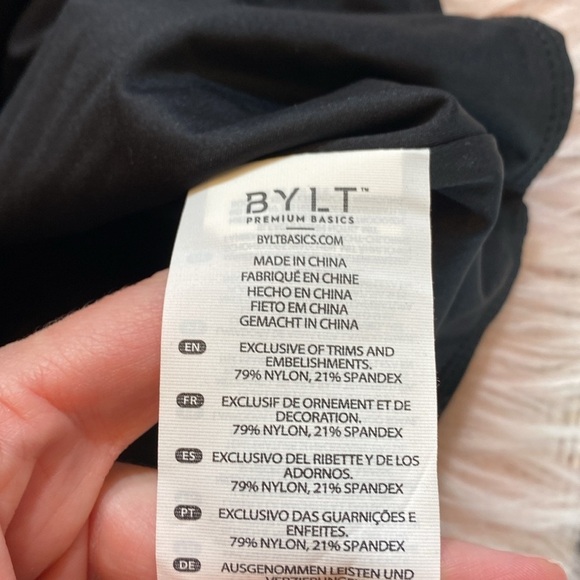 BYLT™
PREMIUM BASICS
BYLTBASICS.COM
MADE IN CHINA
FABRIQUÉ EN CHINE
HECHO EN CHINA
FIETO EM CHINA
GEMACHT IN CHINA
EN EXCLUSIVE OF TRIMS AND
EMBELISHMENTS.
79% NYLON, 21% SPANDEX
FR EXCLUSIF DE ORNEMENT ET DE
DECORATION.
79% NYLON, 21% SPANDEX
ES EXCLUSIVO DEL RIBETTE Y DE LOS
ADORNOS.
79% NYLON, 21% SPANDEX
PT EXCLUSIVO DAS GUARNIÇÕES E
ENFEITES.
79% NYLON, 21% SPANDEX
DE AUSGENOMMEN LEISTEN UND